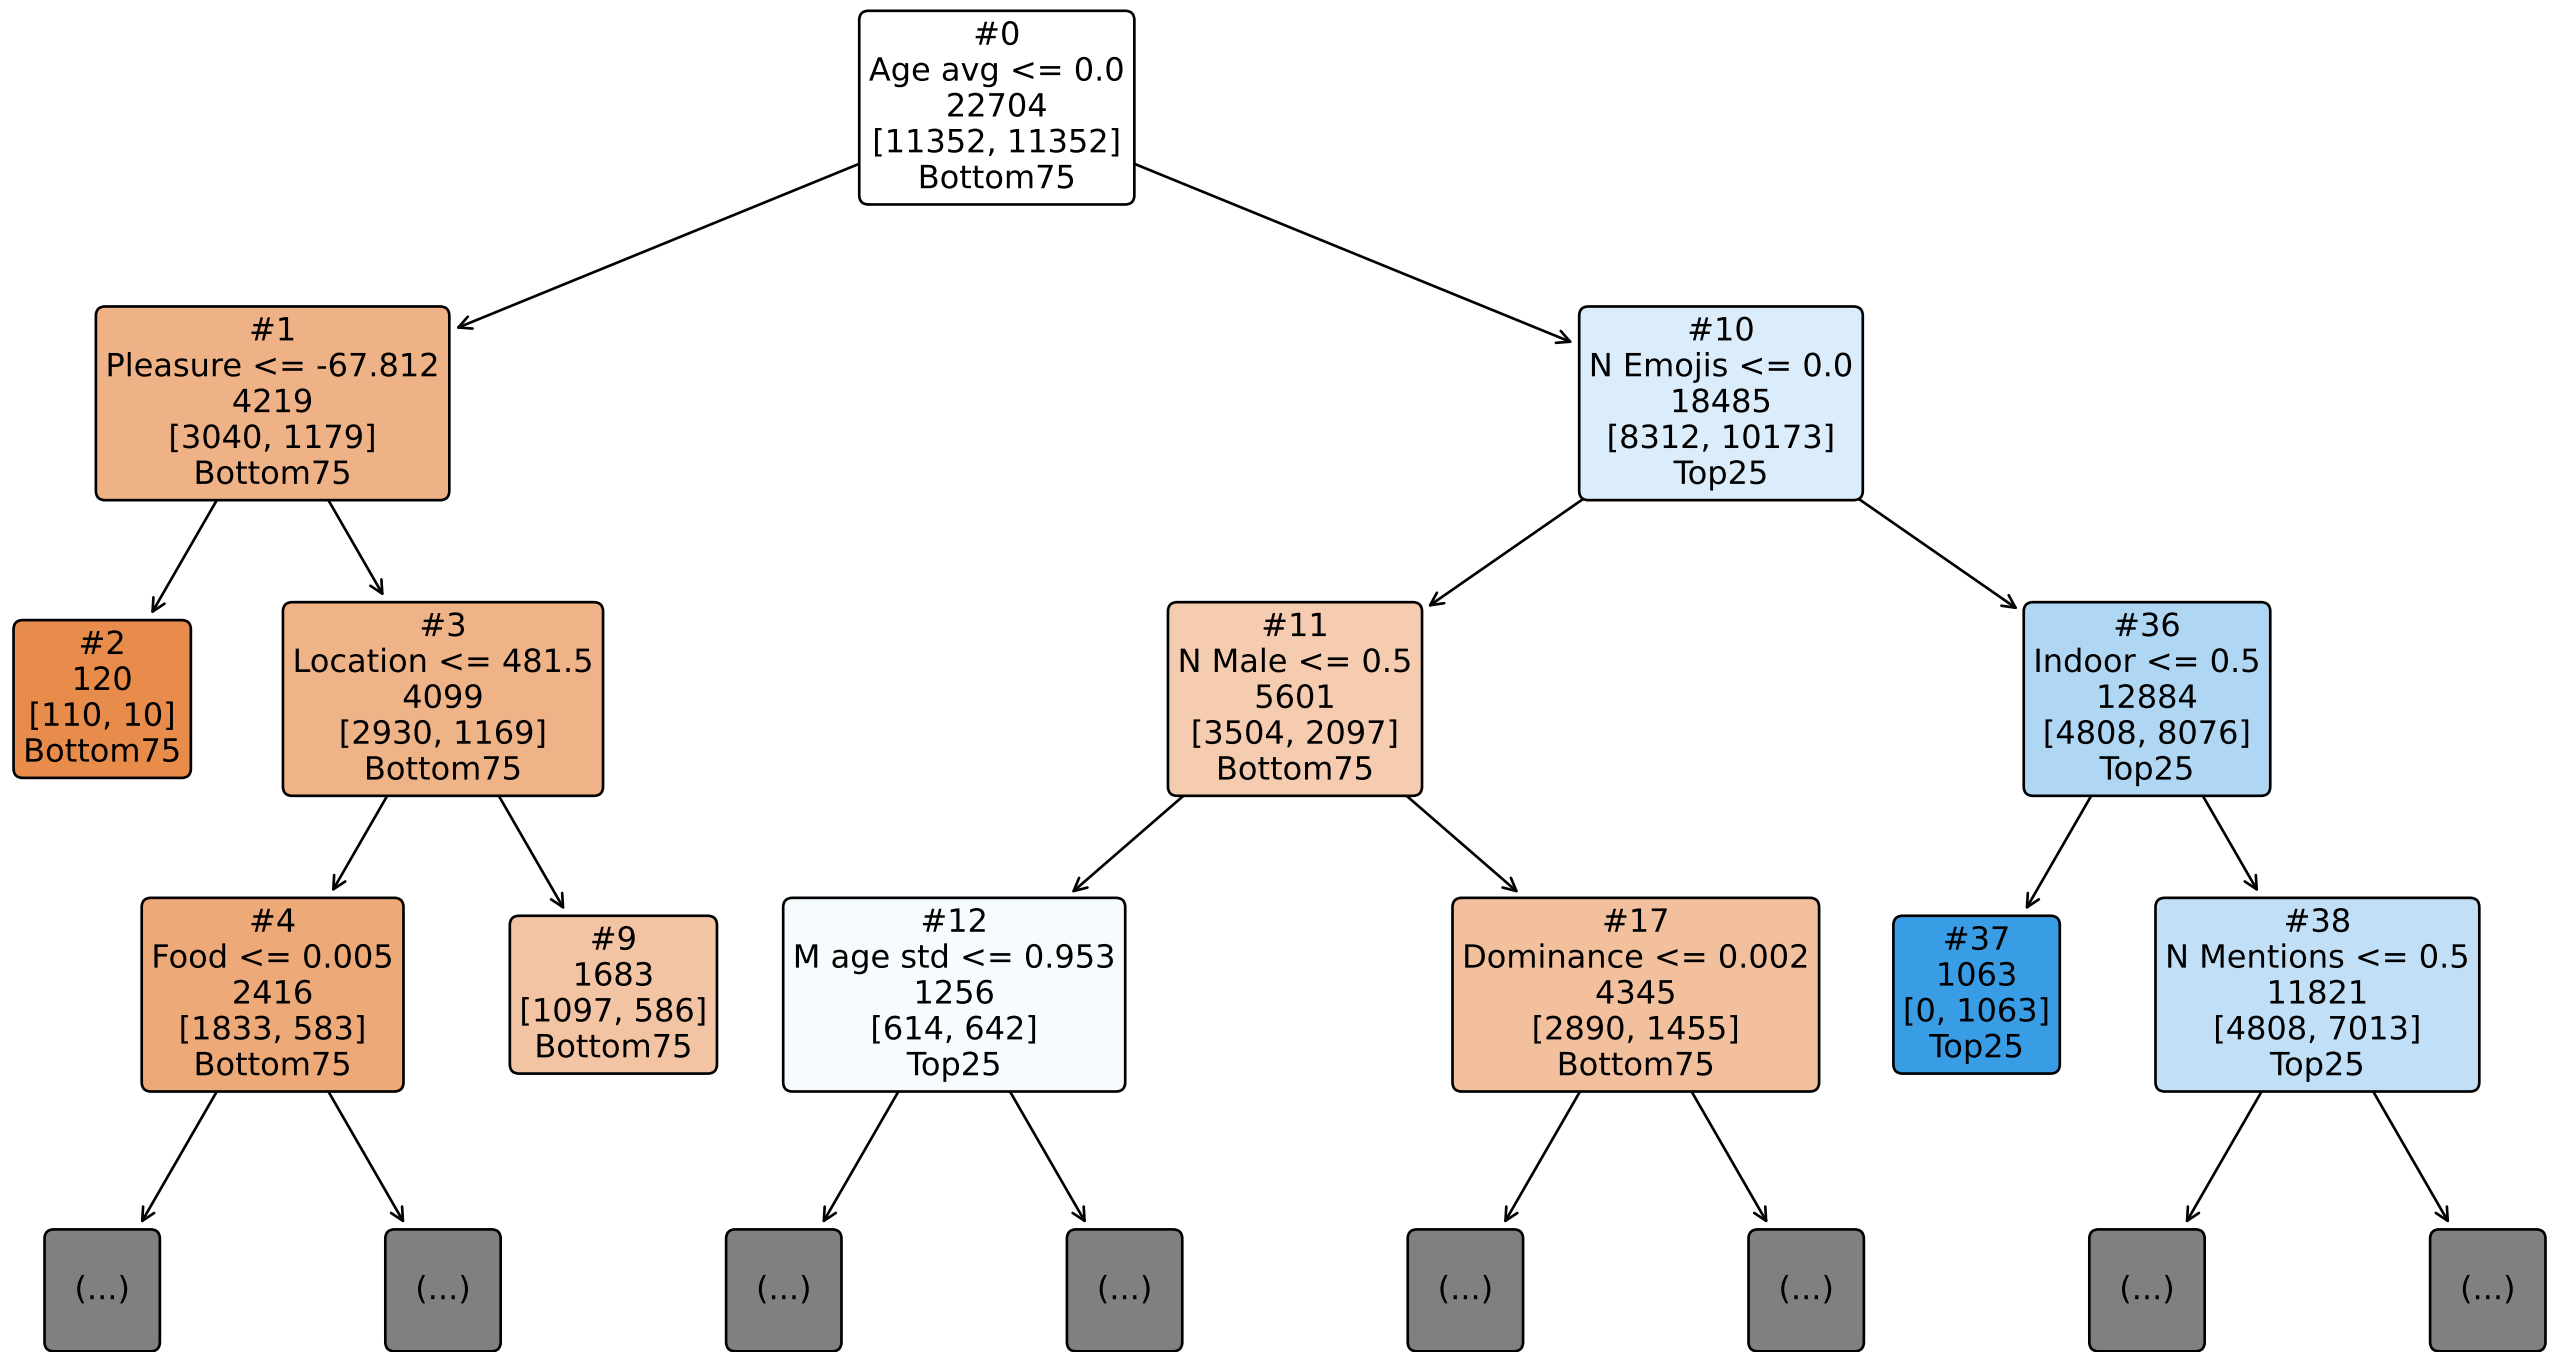 #0
Age avg <= 0.0
22704
[11352, 11352]
Bottom75
#1
Pleasure <= -67.812
4219
[3040, 1179]
Bottom75
#10
N Emojis <= 0.0
18485
[8312, 10173]
Top25
#2
120
[110, 10]
Bottom75
#3
Location <= 481.5
4099
[2930, 1169]
Bottom75
#11
N Male <= 0.5
5601
[3504, 2097]
Bottom75
#36
Indoor <= 0.5
12884
[4808, 8076]
Top25
#4
Food <= 0.005
2416
[1833, 583]
Bottom75
#9
1683
[1097, 586]
Bottom75
#12
M age std <= 0.953
1256
[614, 642]
Top25
#17
Dominance <= 0.002
4345
[2890, 1455]
Bottom75
#37
1063
[0, 1063]
Top25
#38
N Mentions <= 0.5
11821
[4808, 7013]
Top25
(...)
(...)
(...)
(...)
(...)
(...)
(...)
(...)